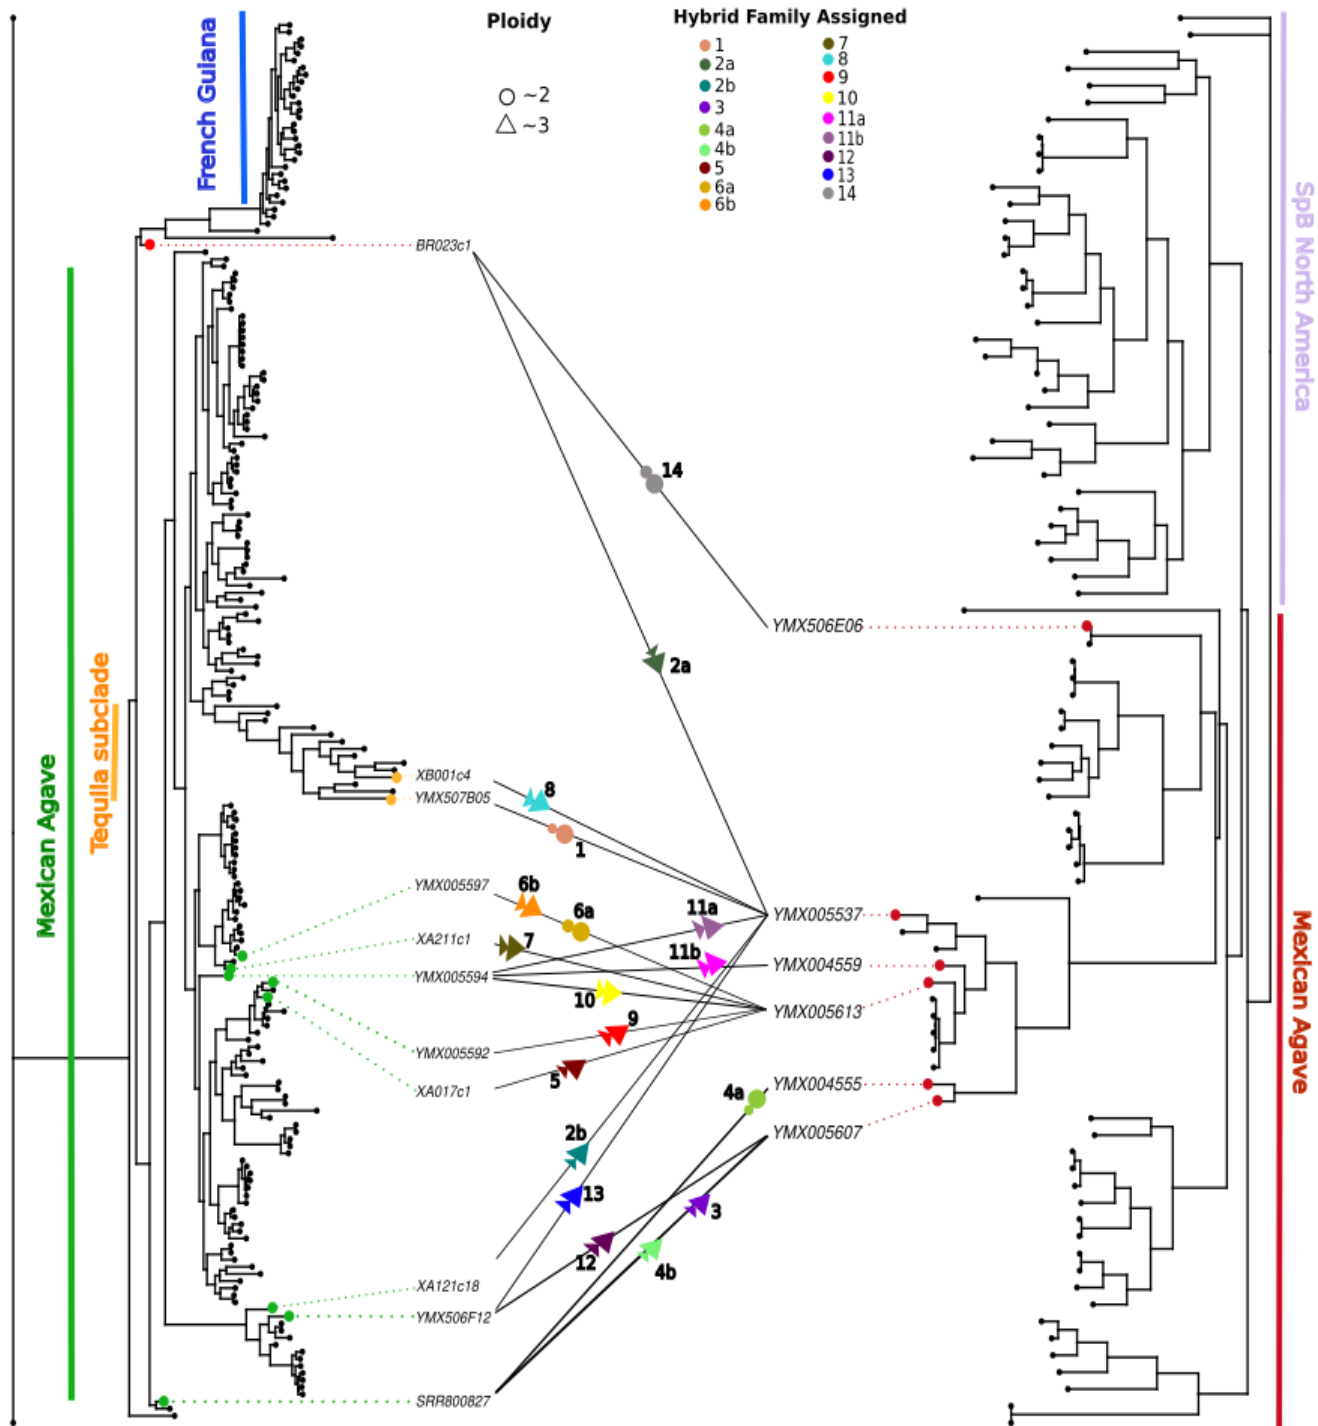 Ploidy
~2
~3
Hybrid Family Assigned
1
2a
2b
3
4a
4b
5
6a
6b
7
8
9
10
11a
11b
12
13
14
French Guiana
Mexican Agave
Tequila subclade
SpB North America
Mexican Agave
BR023c1
14
YMX506E06
2a
XB001c4
YMX507B05
8
1
YMX005597
6b
6a
11a
YMX005537
XA211c1
7
11b
YMX004559
YMX005594
10
YMX005613
9
YMX005592
5
XA017c1
4a
YMX004555
2b
YMX005607
13
3
12
4b
XA121c18
YMX506F12
SRR800827